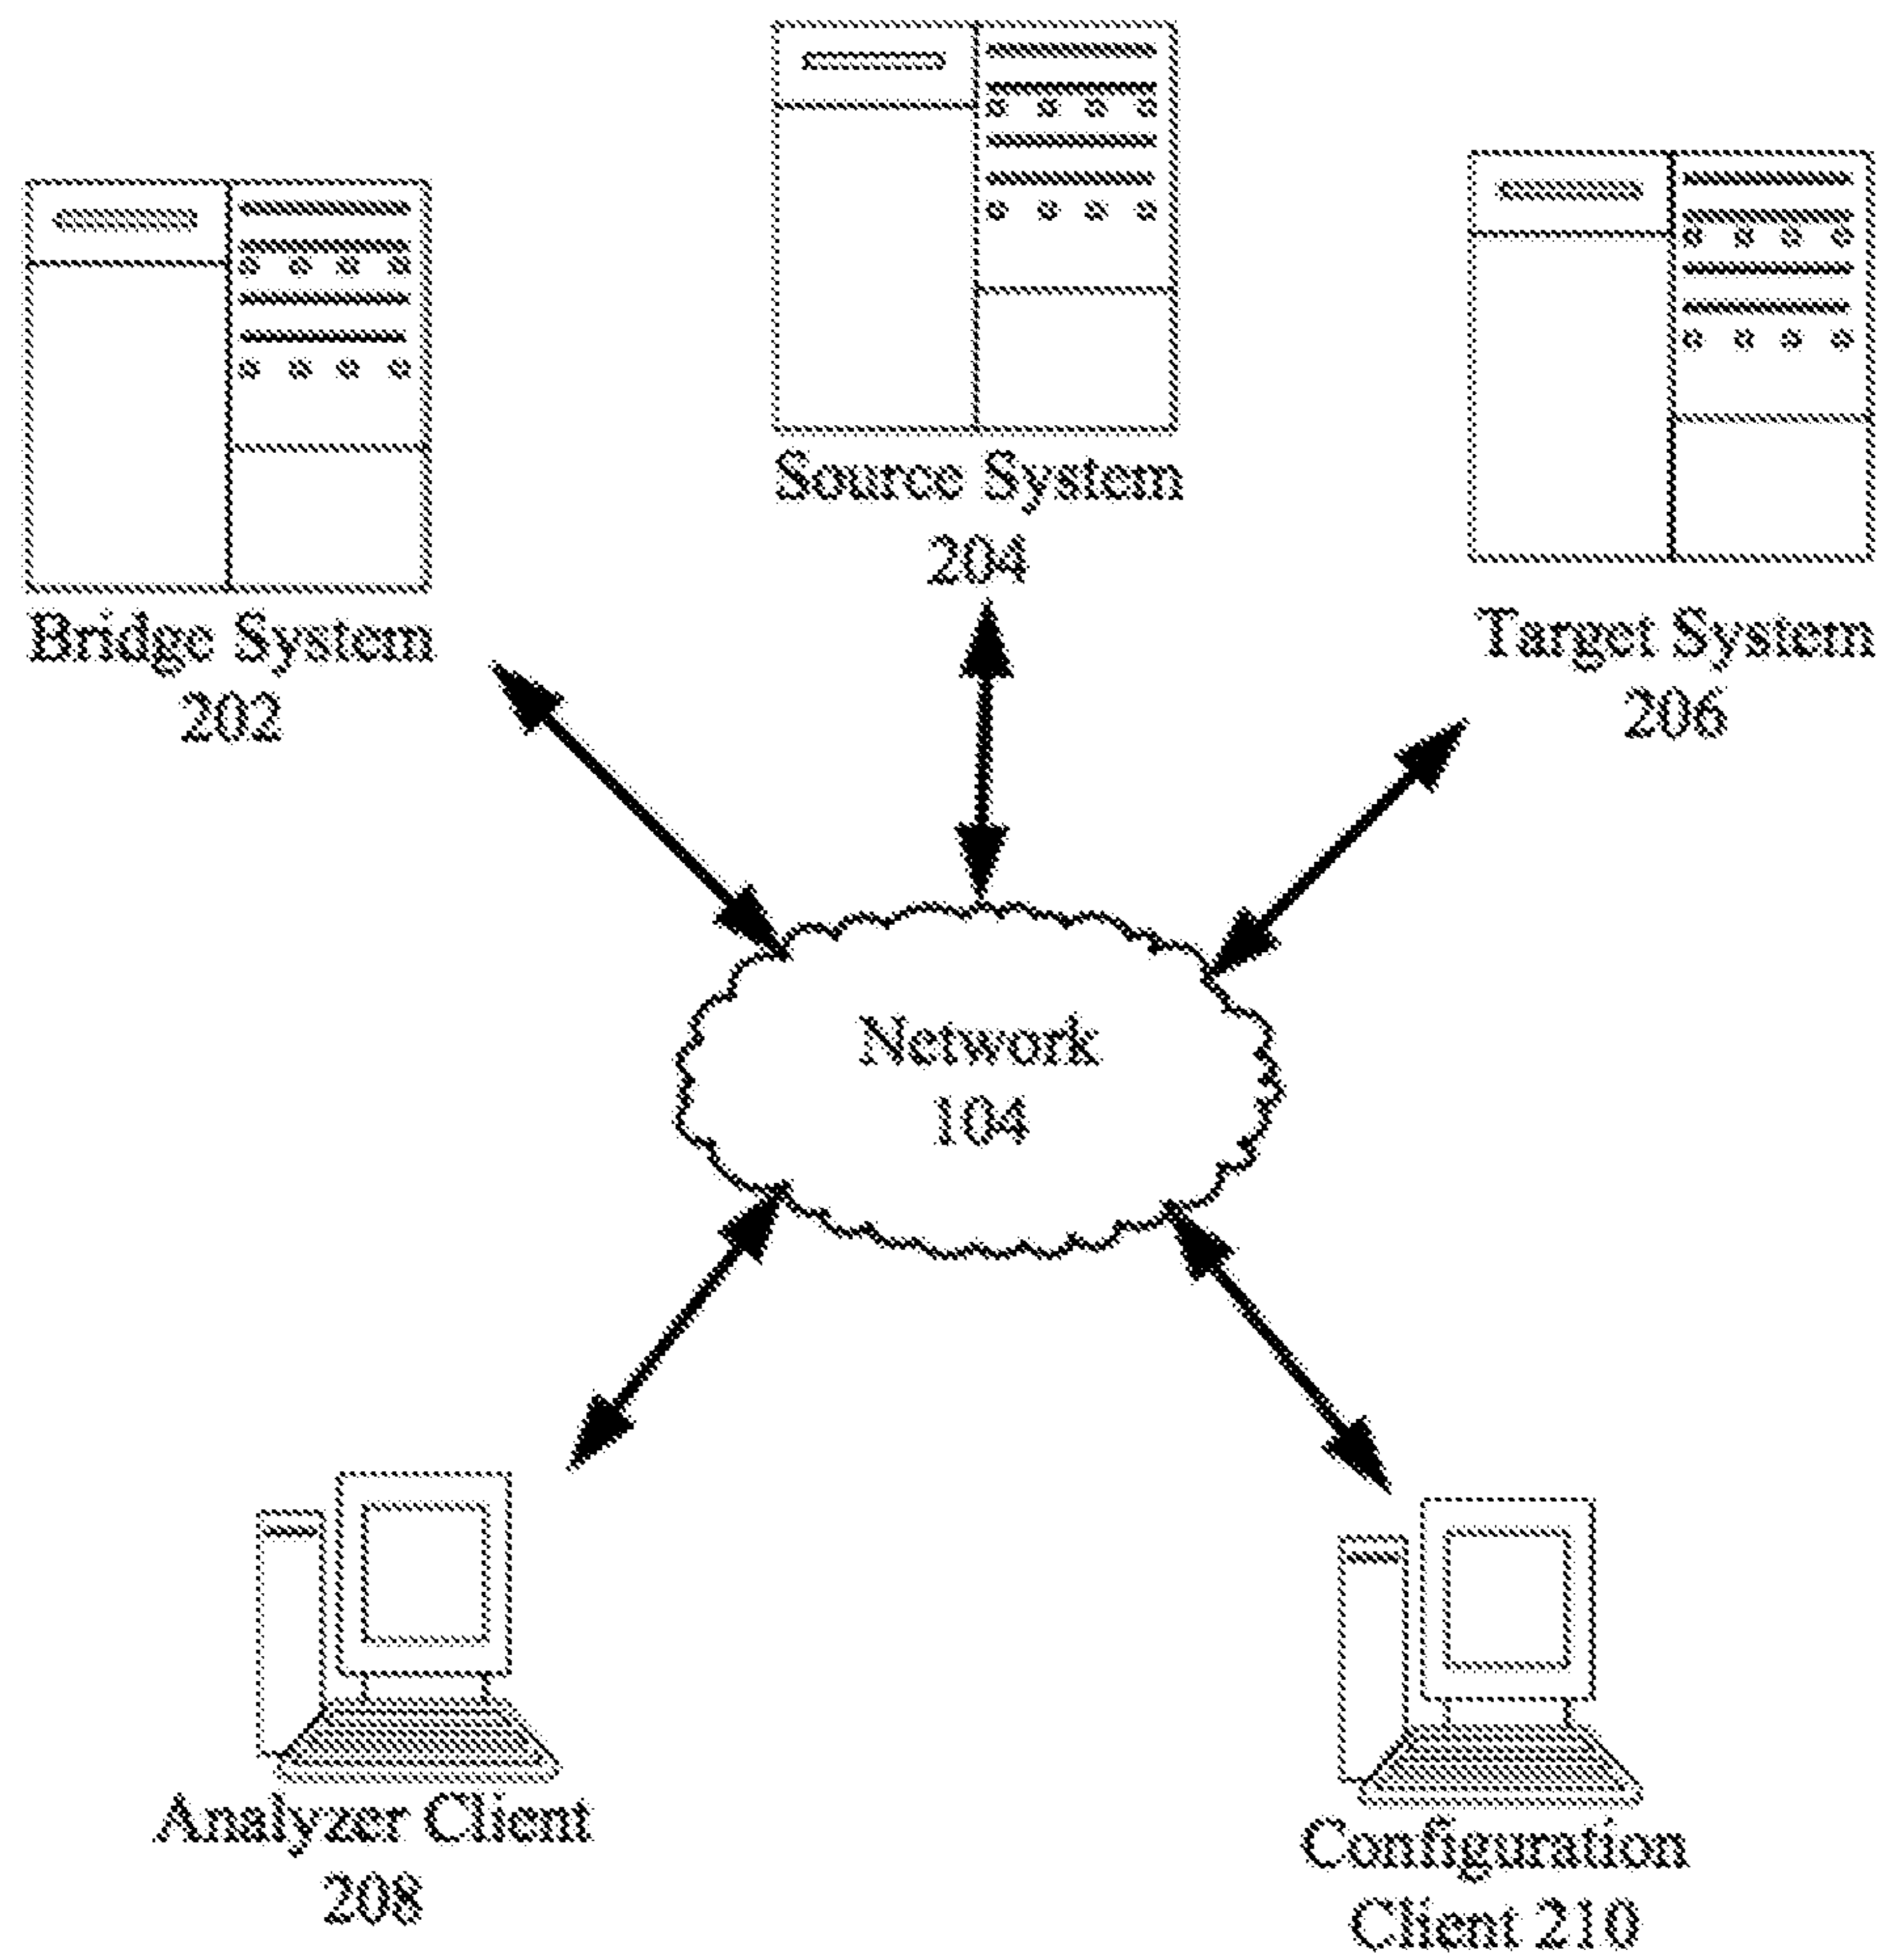 Source System
204
Bridge System
202
Target System
206
Network
104
Analyzer Client
208
Configuration
Client 210